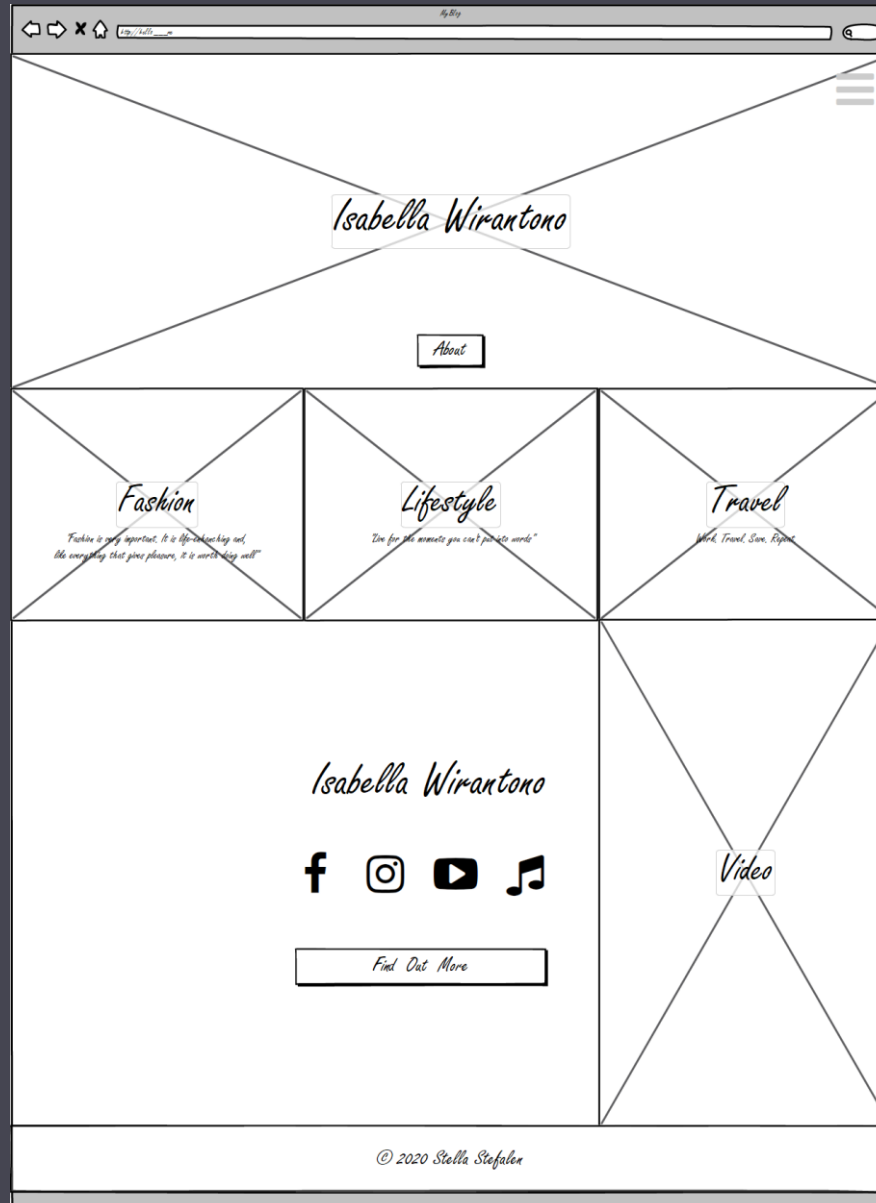 My Blog
Isabella Wirantono
About
Fashion
"Fashion is very important. It is life-enhancing and,
like everything that gives pleasure, it is worth doing well"
Lifestyle
"Live for the moments you can't put into words"
Travel
Work. Travel. Save. Repeat
Isabella Wirantono
Find Out More
Video
© 2020 Stella Stefalen